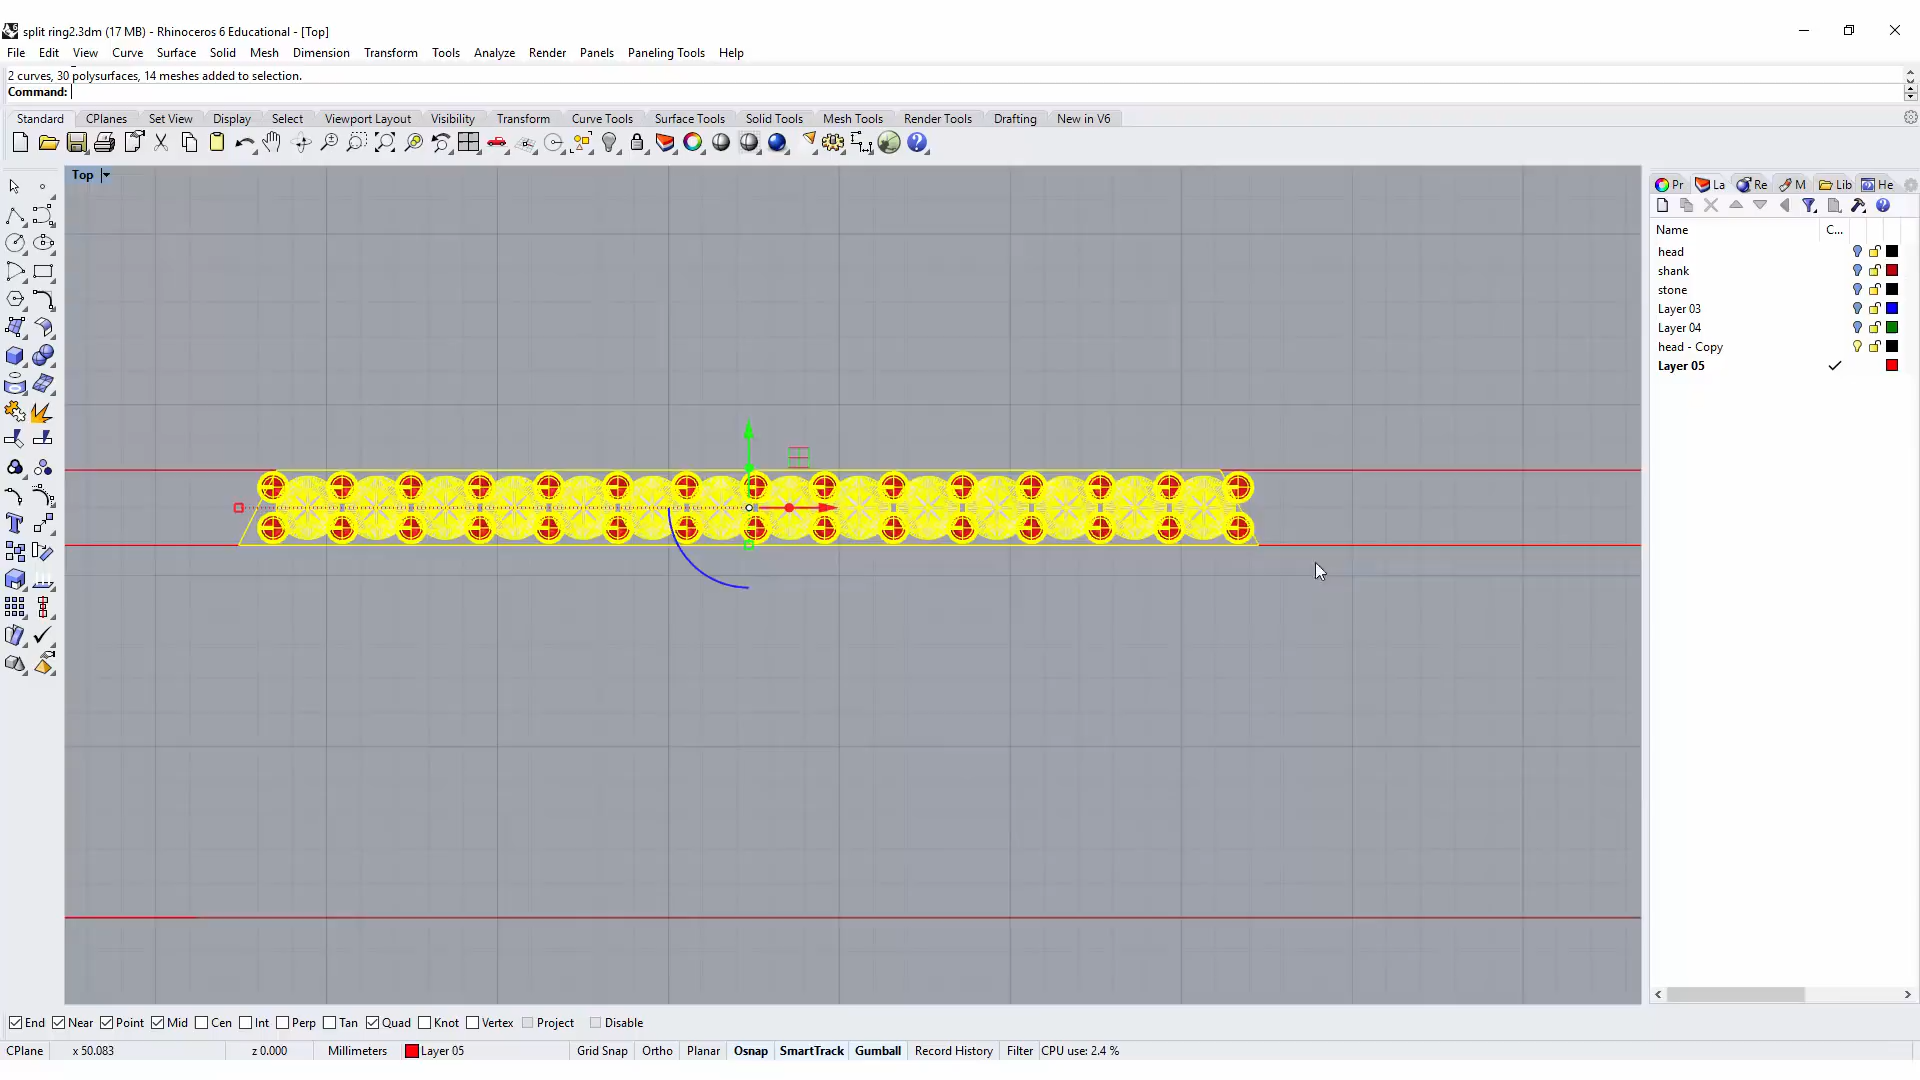 split ring2.3dm (17 MB) - Rhinoceros 6 Educational - [Top]
File Edit View Curve Surface Solid Mesh Dimension Transform Tools Analyze Render Panels Paneling Tools Help
2 curves, 30 polysurfaces, 14 meshes added to selection.
Command:
Standard CPlanes Set View Display Select Viewport Layout Visibility Transform Curve Tools Surface Tools Solid Tools Mesh Tools Render Tools Drafting New in V6
Top
Pr La Re M Lib He
Name C...
head
shank
stone
Layer 03
Layer 04
head - Copy
Layer 05
End Near Point Mid Cen Int Perp Tan Quad Knot Vertex Project Disable
CPlane x 50.083 z 0.000 Millimeters Layer 05 Grid Snap Ortho Planar Osnap SmartTrack Gumball Record History Filter CPU use: 2.4 %